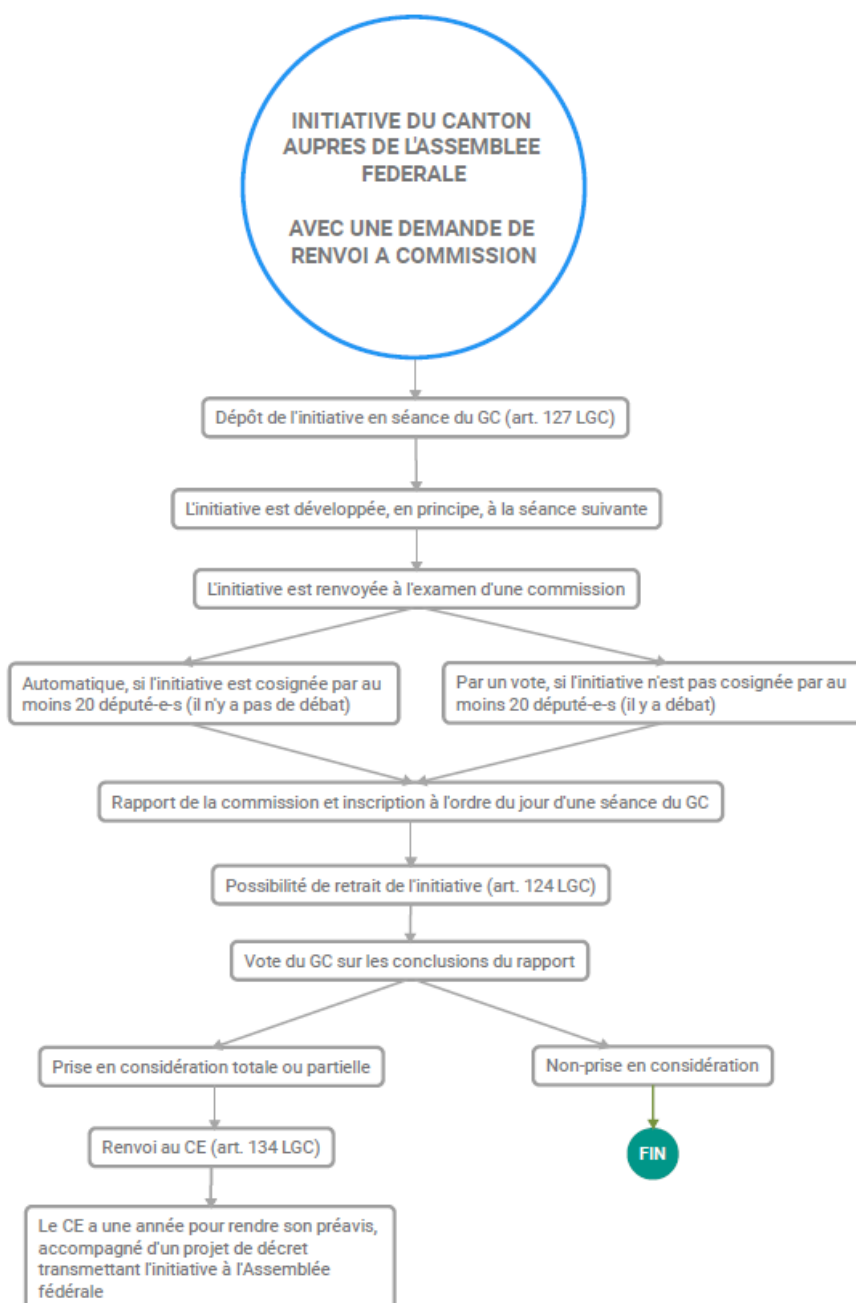 INITIATIVE DU CANTON
AUPRES DE L'ASSEMBLEE
FEDERALE
AVEC UNE DEMANDE DE
RENVOI A COMMISSION
Dépôt de l'initiative en séance du GC (art. 127 LGC)
L'initiative est développée, en principe, à la séance suivante
L'initiative est renvoyée à l'examen d'une commission
Automatique, si l'initiative est cosignée par au
moins 20 député-e-s (il n'y a pas de débat)
Par un vote, si l'initiative n'est pas cosignée par au
moins 20 député-e-s (il y a débat)
Rapport de la commission et inscription à l'ordre du jour d'une séance du GC
Possibilité de retrait de l'initiative (art. 124 LGC)
Vote du GC sur les conclusions du rapport
Prise en considération totale ou partielle
Non-prise en considération
Renvoi au CE (art. 134 LGC)
FIN
Le CE a une année pour rendre son préavis,
accompagné d'un projet de décret
transmettant l'initiative à l'Assemblée
fédérale